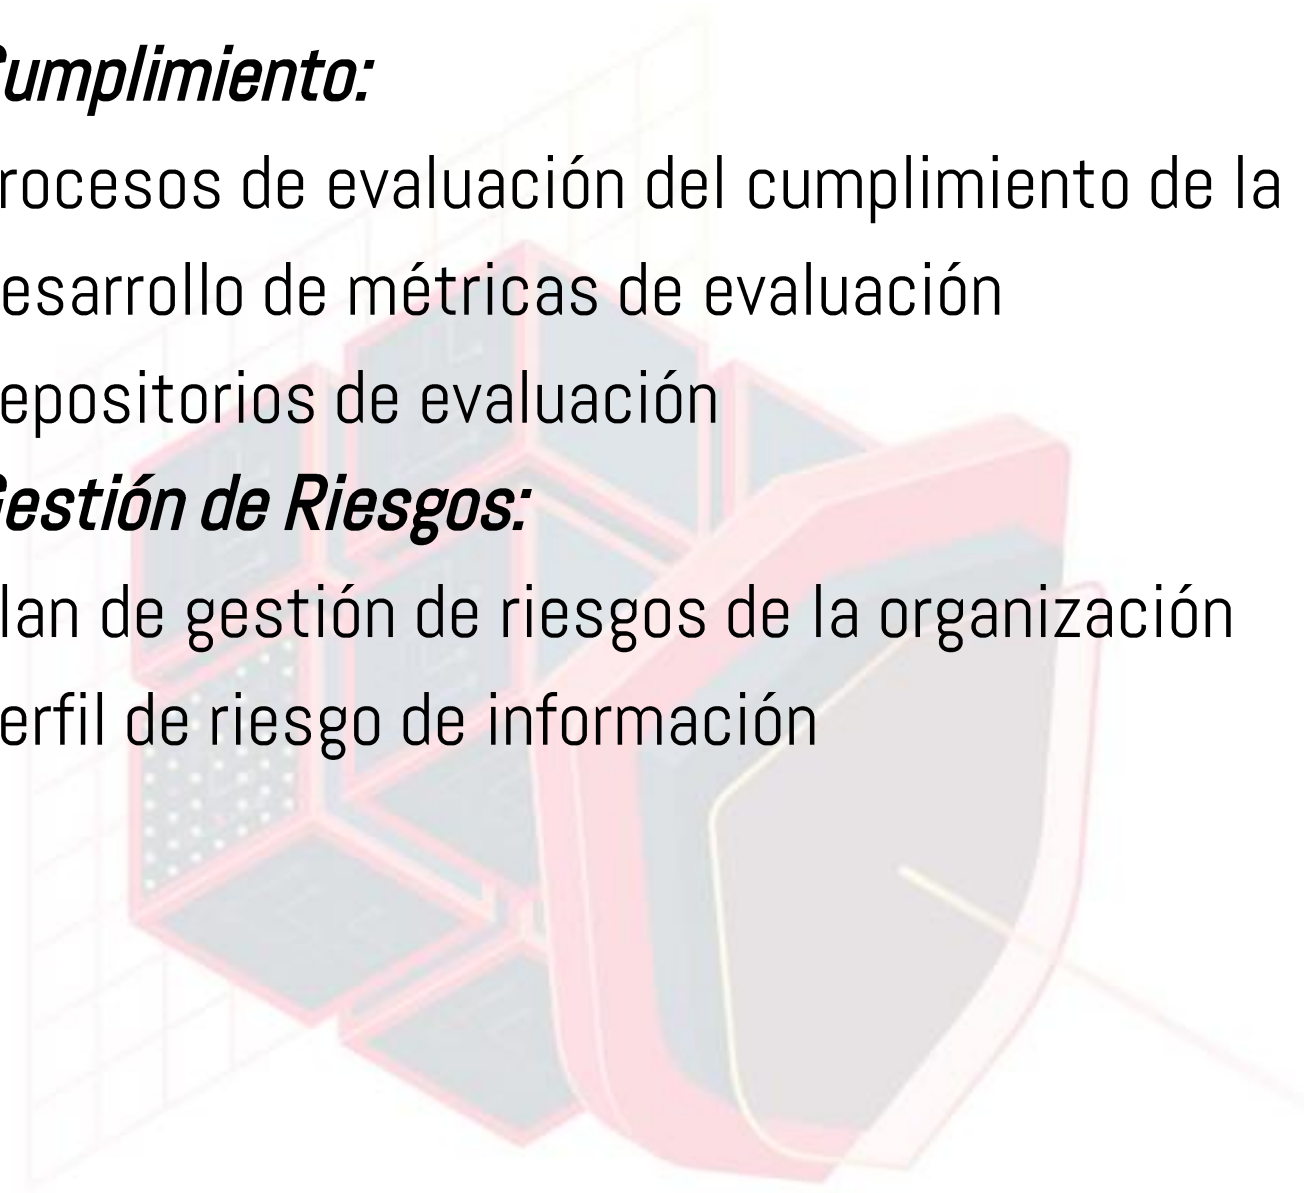 Cumplimiento:
rocesos de evaluación del cumplimiento de la
esarrollo de métricas de evaluación
epositorios de evaluación
Gestión de Riesgos:
lan de gestión de riesgos de la organización
erfil de riesgo de información